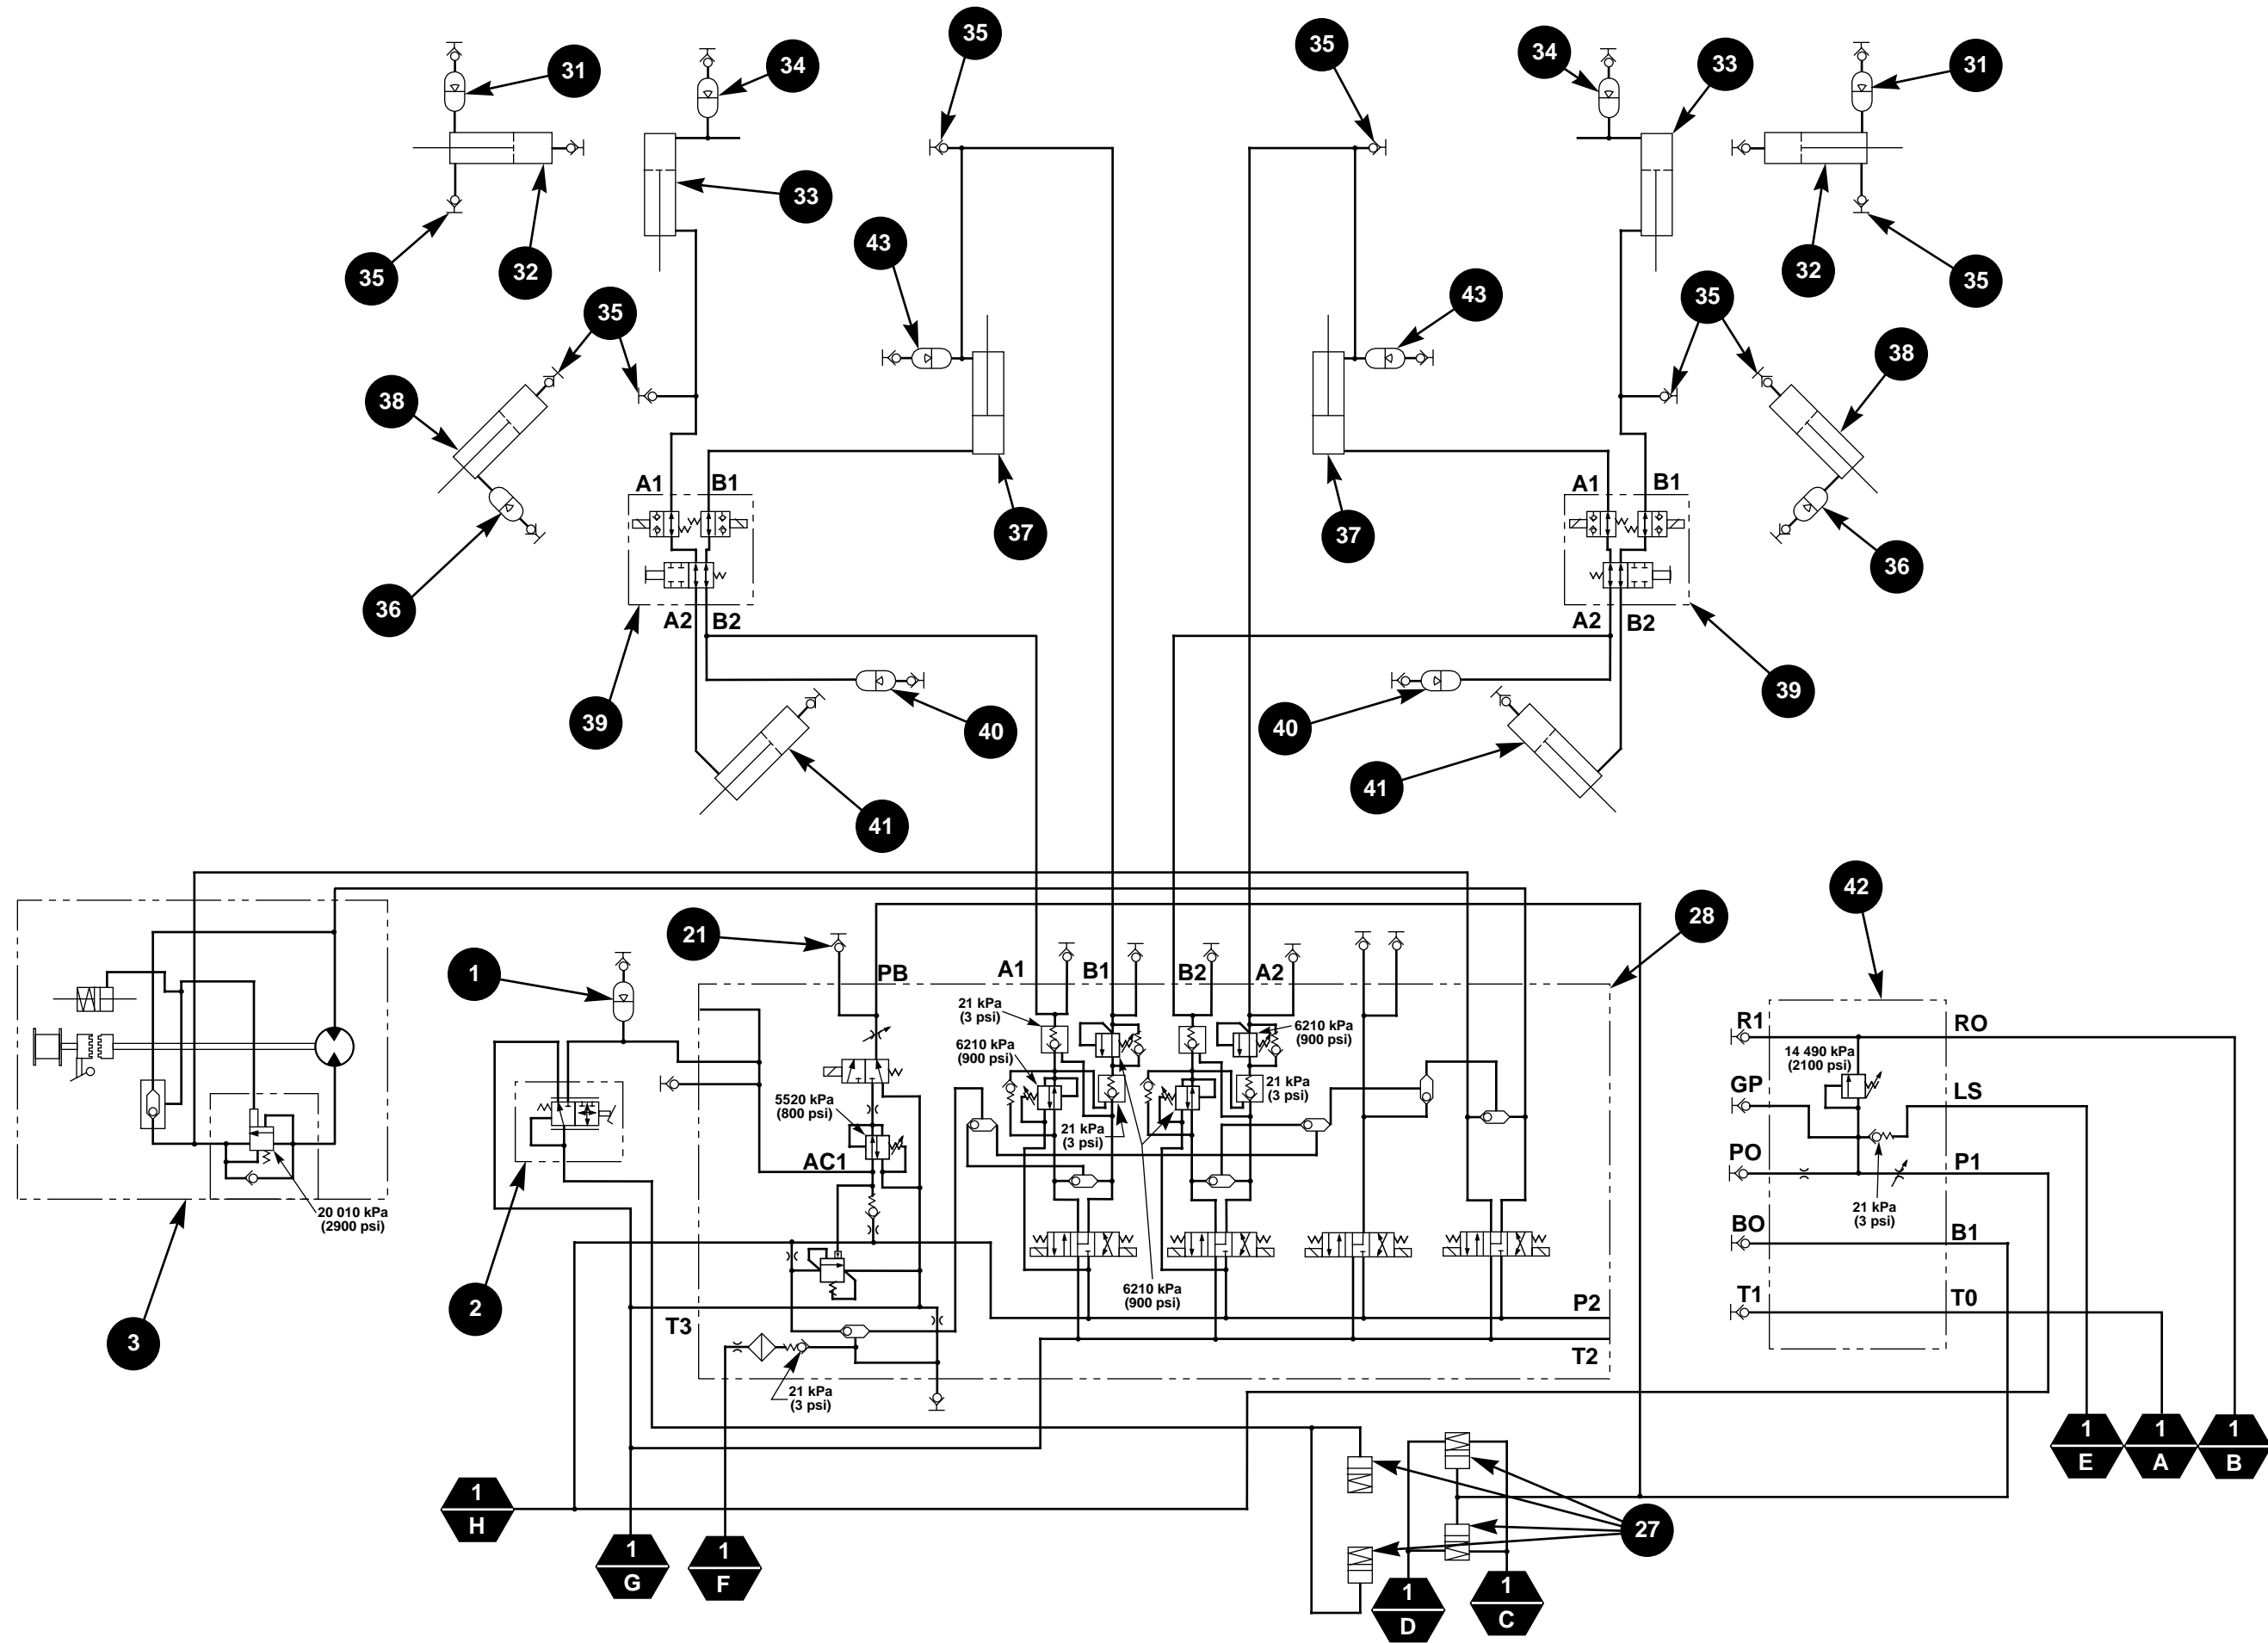 35 35
31 34 34 33 31
33
43
35 32 43 32 35
35 35
38 38
A1 B1 A1 B1
37 37
36 36
A2 B2 A2 B2
39 40 40 39
41 41
42
28
21
1 PB A1 B1 B2 A2
21 kPa
(3 psi)
6210 kPa
(900 psi)
6210 kPa
(900 psi)
R1 RO
14 490 kPa
(2100 psi)
GP LS
5520 kPa
(800 psi)
21 kPa
(3 psi)
21 kPa
(3 psi)
AC1
PO P1
20 010 kPa
(2900 psi)
21 kPa
(3 psi)
BO B1
6210 kPa
(900 psi)
T1 T0
2 T3 P2
3
T2
21 kPa
(3 psi)
1 1 1
E A B
1
H
27
1 1
G F
1 1
D C